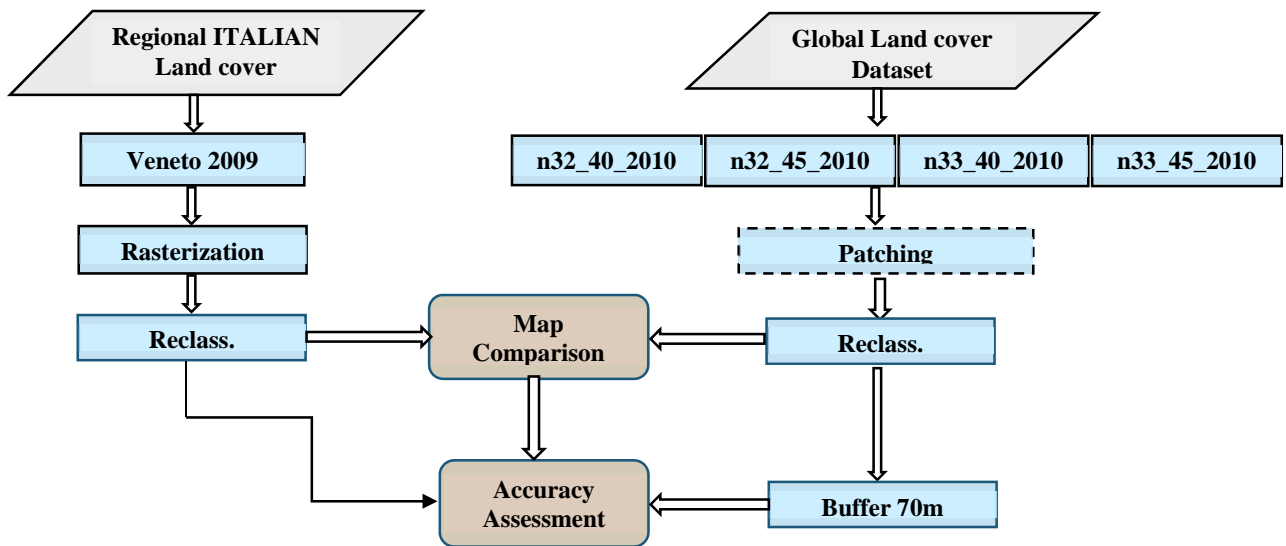 Regional ITALIAN
Land cover
Global Land cover
Dataset
Veneto 2009
n32_40_2010
n32_45_2010
n33_40_2010
n33_45_2010
Rasterization
Patching
Reclass.
Map
Comparison
Reclass.
Accuracy
Assessment
Buffer 70m